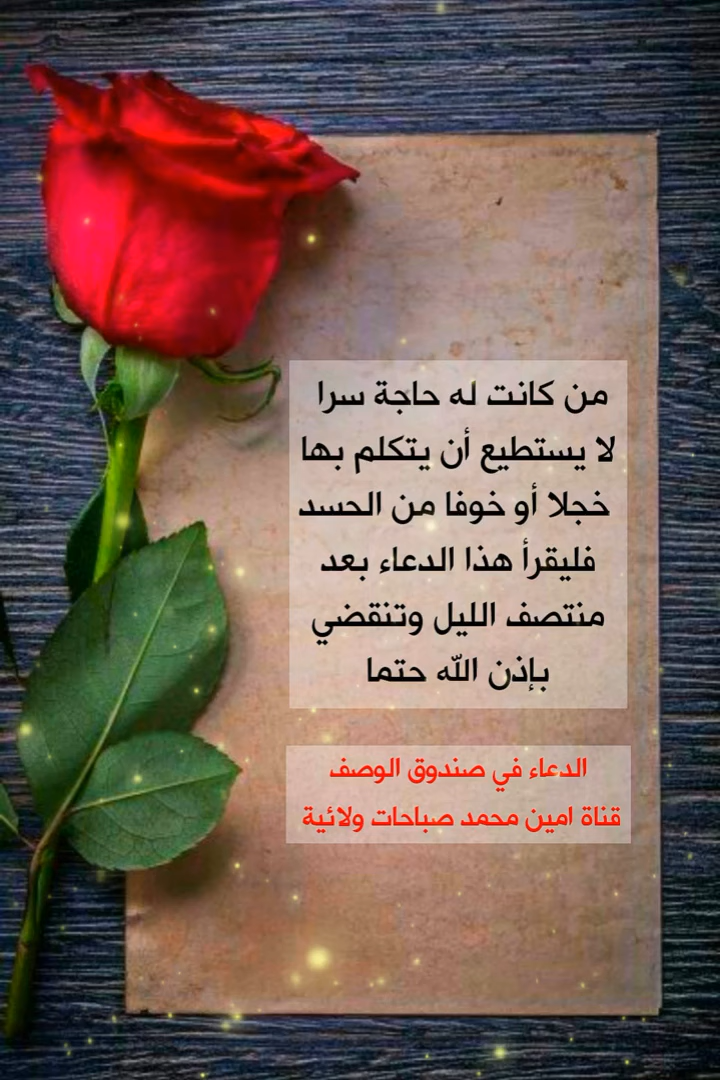 من كانت له حاجة سرا
لا يستطيع أن يتكلم بها
خجلا أو خوفا من الحسد
فليقرأ هذا الدعاء بعد
منتصف الليل وتنقضي
بإذن الله حتما
الدعاء في صندوق الوصف
قناة امين محمد صباحات ولائية